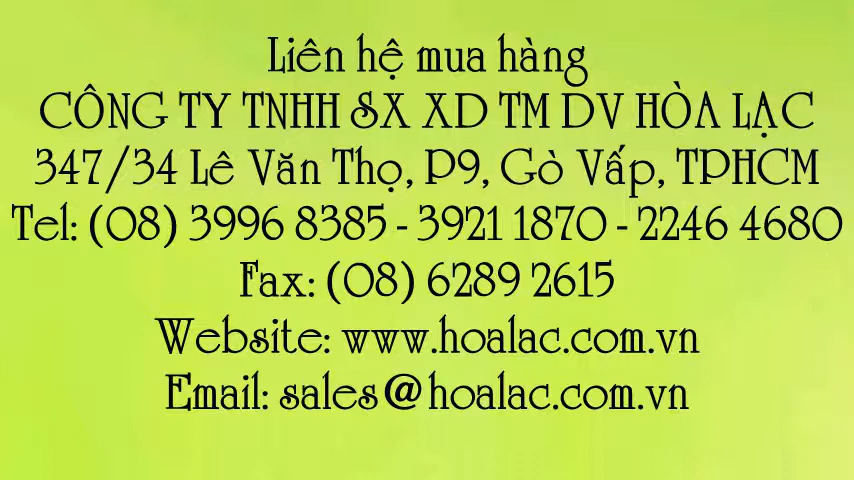 Liên hệ mua hàng
CÔNG TY TNHH SX XD TM DV HÒA LẠC
347/34 Lê Văn Thọ, P9, Gò Vấp, TPHCM
Tel: (08) 3996 8385 - 3921 1870 - 2246 4680
Fax: (08) 6289 2615
Website: www.hoalac.com.vn
Email: sales@hoalac.com.vn